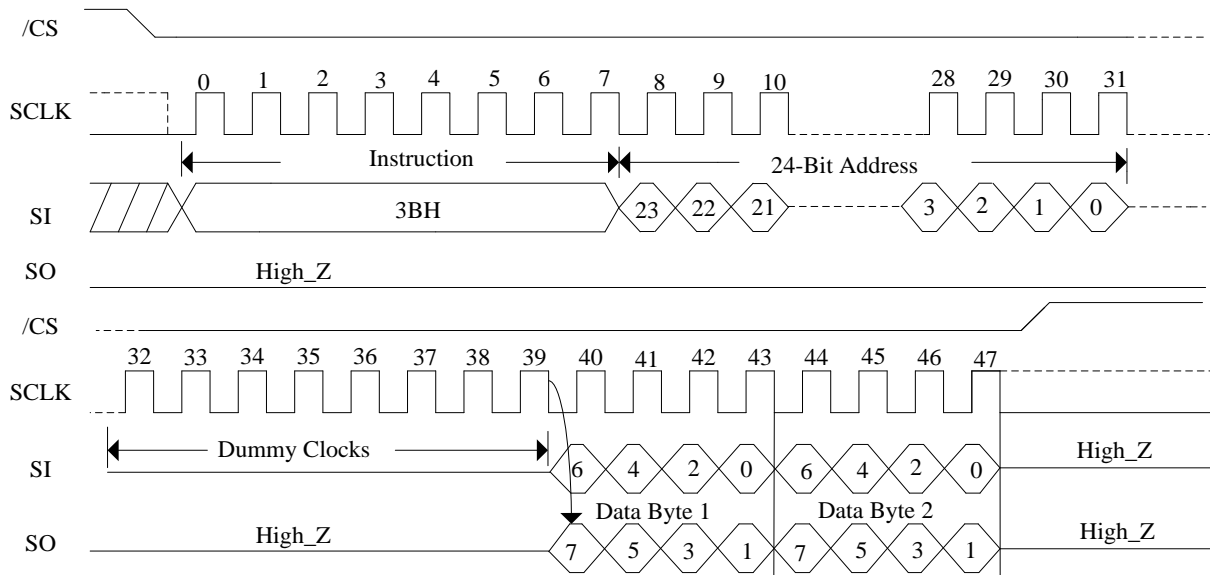 /CS
0 1 2 3 4 5 6 7 8 9 10 28 29 30 31
SCLK
Instruction 24-Bit Address
SI 3BH 23 22 21 3 2 1 0
SO High_Z
/CS
32 33 34 35 36 37 38 39 40 41 42 43 44 45 46 47
SCLK
Dummy Clocks
SI 6 4 2 0 6 4 2 0 High_Z
Data Byte 1 Data Byte 2
SO High_Z 7 5 3 1 7 5 3 1 High_Z